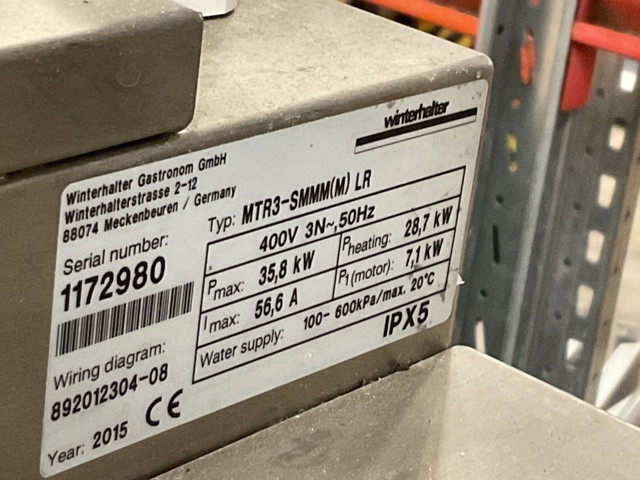 winterhalter
Winterhalter Gastronom GmbH
Winterhalterstrasse 2-12
88074 Meckenbeuren / Germany
Typ: MTR3-SMMM(M) LR
Serial number:
1172980
400V 3N~,50Hz
Pmax: 35,8 kW
Pheating: 28,7 kW
Imax: 56,6 A
P1(motor): 7,1 kW
Water supply: 100- 600kPa/max. 20°C
Wiring diagram:
892012304-08
IPX5
Year: 2015 CE